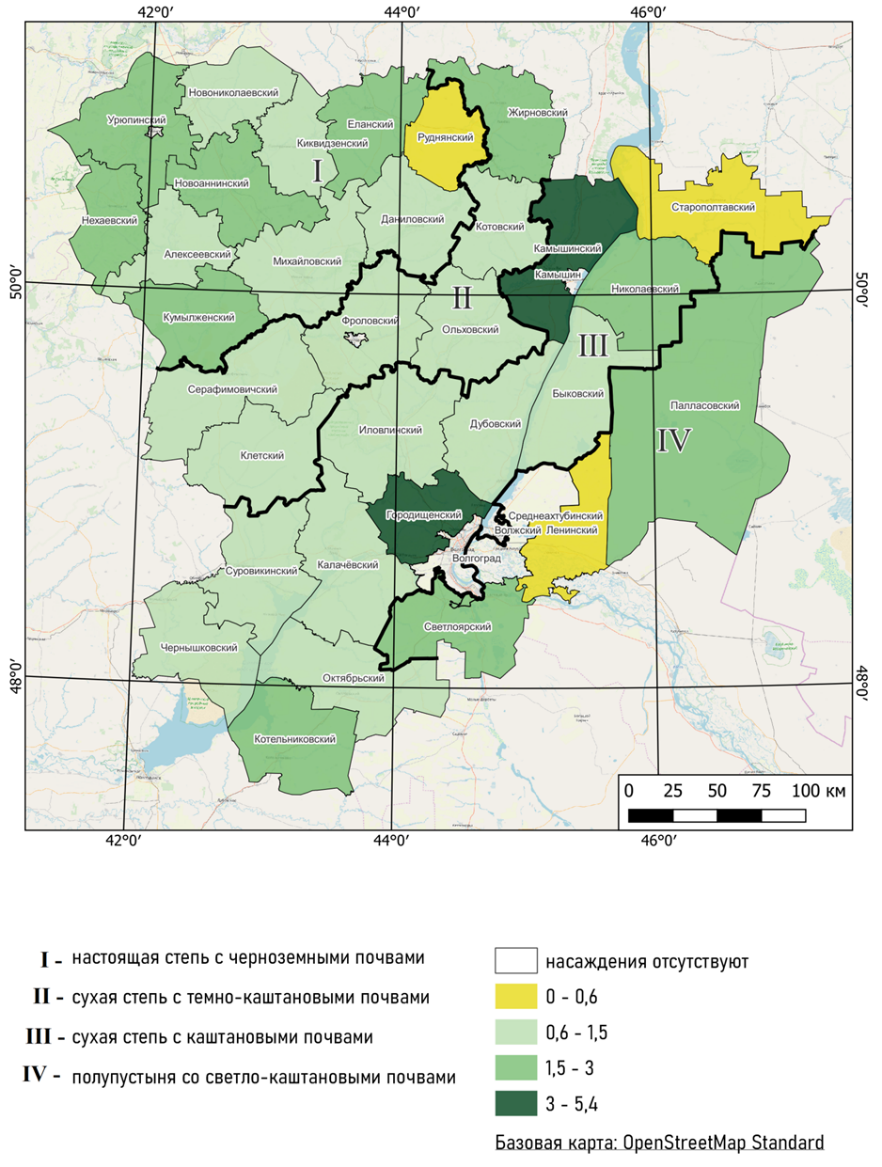 42°0′ 44°0′ 46°0′
Новониколаевский
Урюпинский
Еланский
Жирновский
Руднянский
Киквидзенский
I
Новоаннинский
Нехаевский
Старополтавский
Даниловский
Котовский
Алексеевский
Михайловский
Камышинский
Камышин
50°0′ 50°0′
Николаевский
II
Кумылженский
Фроловский
Ольховский
III
Серафимовичский
Быковский
Палласовский
Иловлинский
Дубовский
IV
Клетский
Городищенский
Среднеахтубинский
Волжский
Ленинский
Волгоград
Суровикинский
Калачёвский
Светлоярский
Чернышковский
Октябрьский
48°0′ 48°0′
Котельниковский
0 25 50 75 100 км
42°0′ 44°0′ 46°0′
I - настоящая степь с черноземными почвами
II - сухая степь с темно-каштановыми почвами
III - сухая степь с каштановыми почвами
IV - полупустыня со светло-каштановыми почвами
насаждения отсутствуют
0 - 0,6
0,6 - 1,5
1,5 - 3
3 - 5,4
Базовая карта: OpenStreetMap Standard